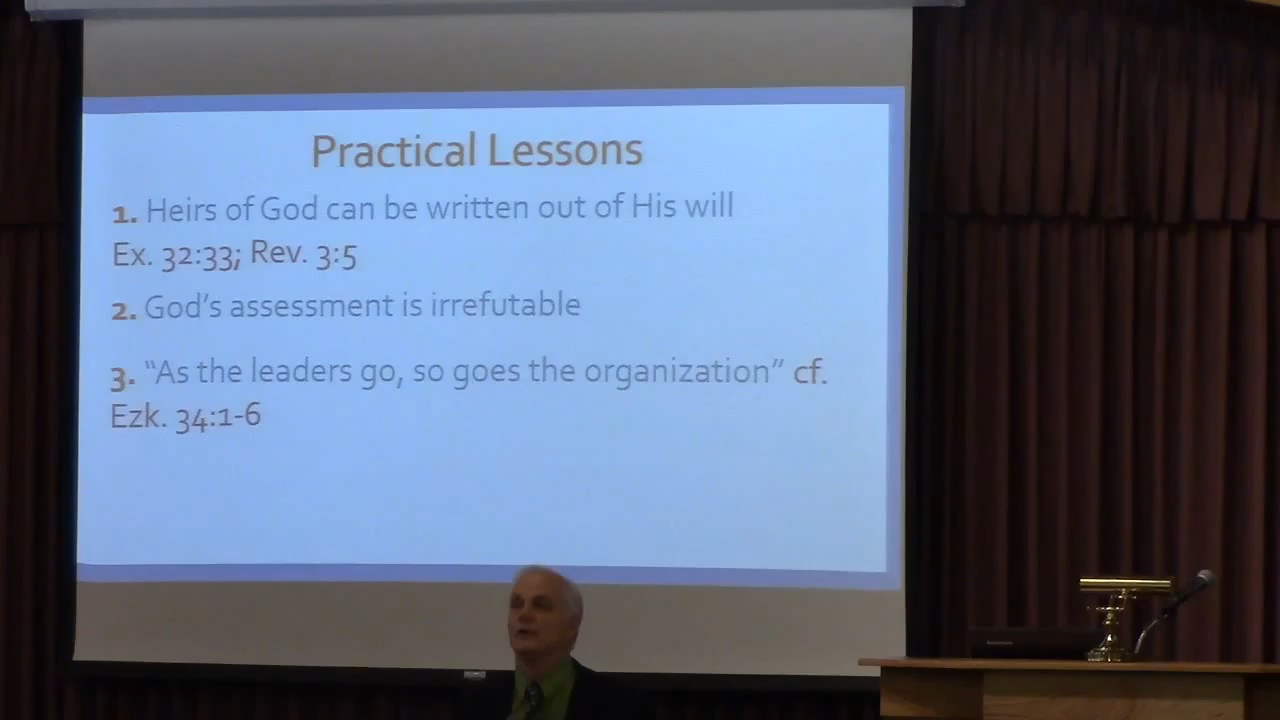 Practical Lessons
1. Heirs of God can be written out of His will
Ex. 32:33; Rev. 3:5
2. God's assessment is irrefutable
3. "As the leaders go, so goes the organization" cf.
Ezk. 34:1-6